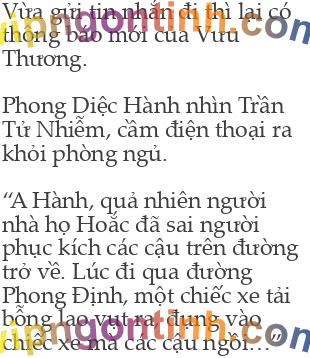 Vừa gửi tin nhắn đi thì lại có
thông báo mới của Vưu
Thương.
Phong Diệc Hành nhìn Trần
Tử Nhiễm, cầm điện thoại ra
khỏi phòng ngủ.
“A Hành, quả nhiên người
nhà họ Hoắc đã sai người
phục kích các cậu trên đường
trở về. Lúc đi qua đường
Phong Định, một chiếc xe tải
bỗng lao vụt ra, đụng vào
chiếc xe mà các cậu ngồi…”
vipngontinh.com
vipngontinh.com